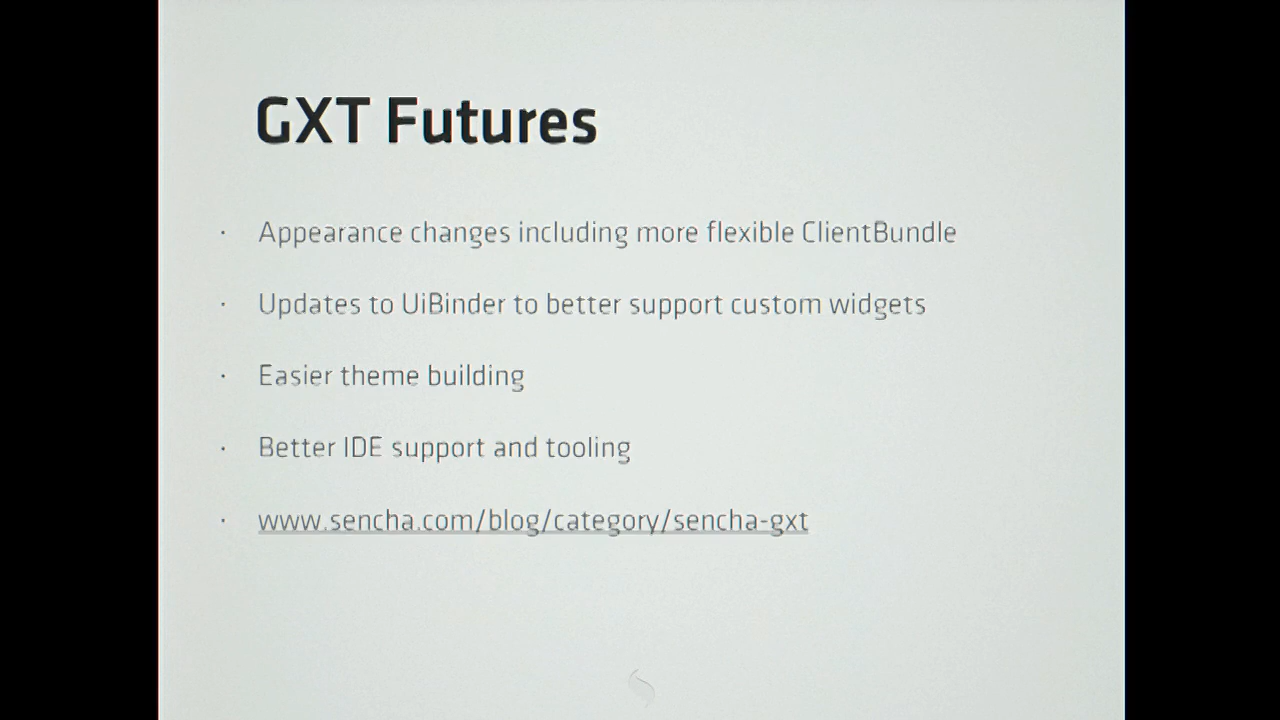 GXT Futures
· Appearance changes including more flexible ClientBundle
· Updates to UiBinder to better support custom widgets
· Easier theme building
· Better IDE support and tooling
· www.sencha.com/blog/category/sencha-gxt